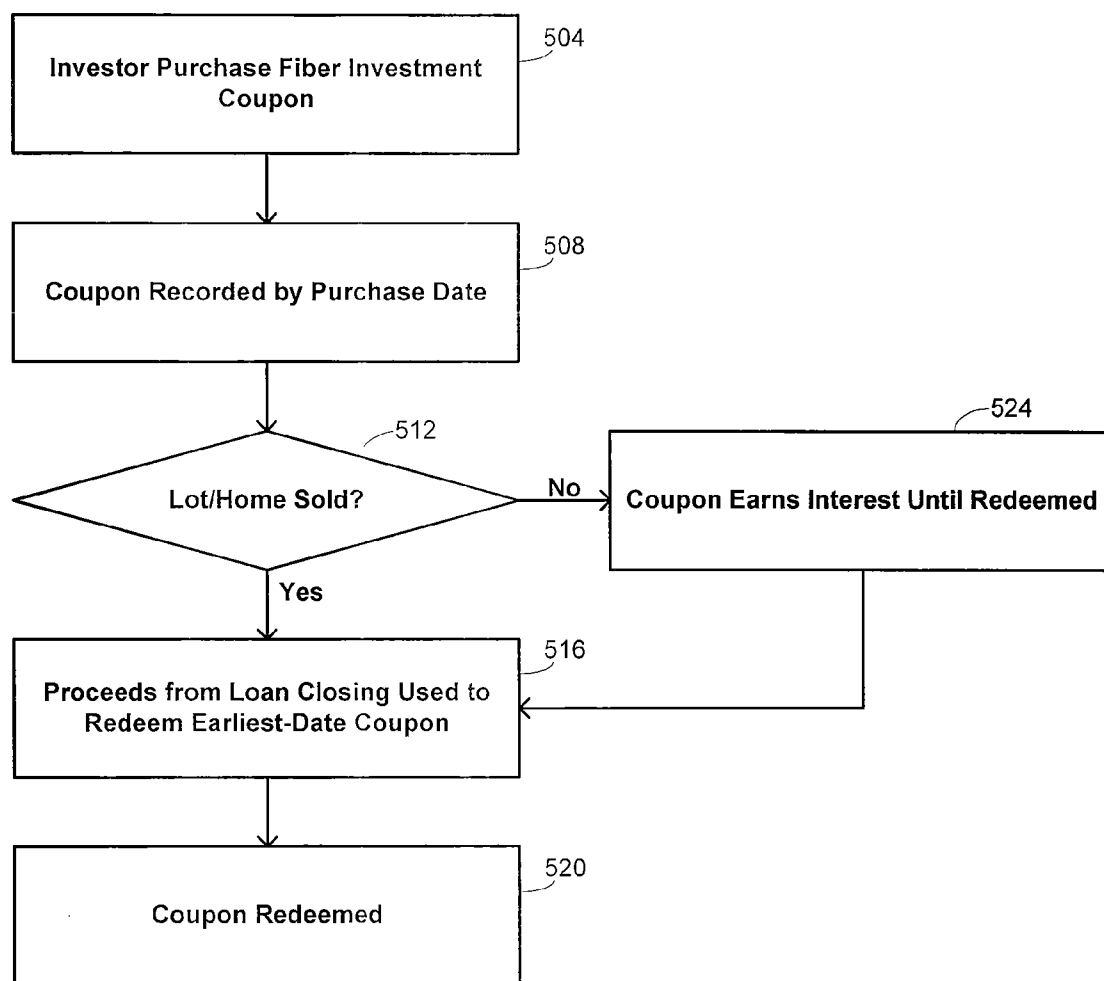 504
Investor Purchase Fiber Investment
Coupon
508
Coupon Recorded by Purchase Date
512
Lot/Home Sold?
No
524
Coupon Earns Interest Until Redeemed
Yes
516
Proceeds from Loan Closing Used to
Redeem Earliest-Date Coupon
520
Coupon Redeemed